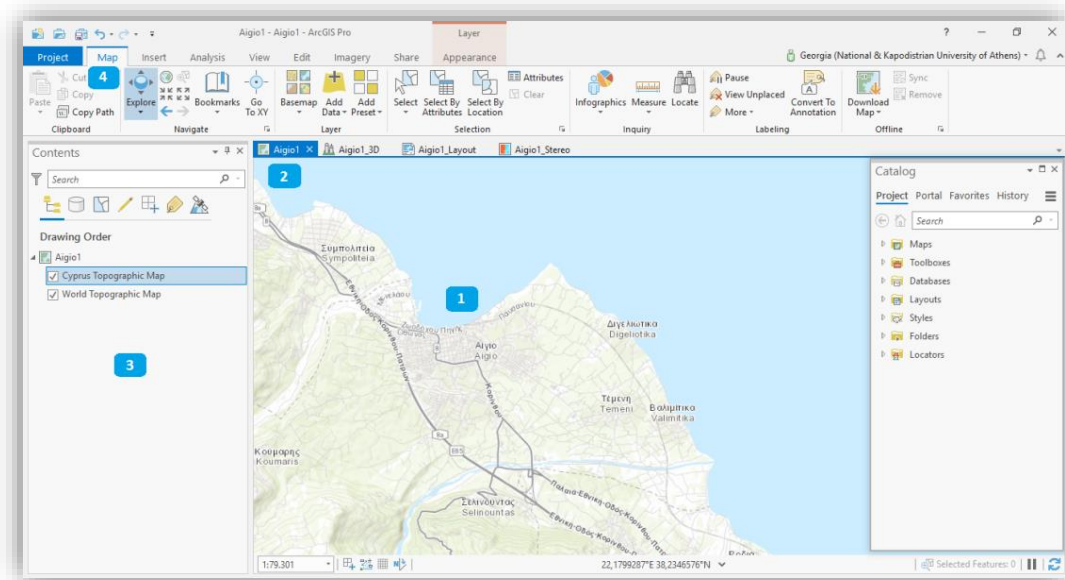 Aigio1 - Aigio1 - ArcGIS Pro
Layer
?
Project Map Insert Analysis View Edit Imagery Share Appearance
Georgia (National & Kapodistrian University of Athens)
4
Paste
Cut
Copy
Copy Path
Clipboard
Explore
Bookmarks
Go To XY
Navigate
Basemap
Add Data
Add Preset
Layer
Select
Select By Attributes
Select By Location
Attributes
Clear
Selection
Infographics
Measure
Locate
Inquiry
Pause
View Unplaced
More
Convert To Annotation
Labeling
Download Map
Sync
Remove
Offline
Contents
Search
Drawing Order
Aigio1
Cyprus Topographic Map
World Topographic Map
3
Aigio1 Aigio1_3D Aigio1_Layout Aigio1_Stereo
2
1
Συμπολιτεία
Sympoliteia
Διγελιωτικα
Digeliotika
Αίγιο
Aigio
Τέμενη
Temeni
Βαλιμιτικα
Valimitika
Κουμαρης
Koumaris
Σελινούντας
Selinountas
Κορίνθου
8a
E65
1:79.301
22,1799287°E 38,2346576°N
Selected Features: 0
Catalog
Project Portal Favorites History
Search
Maps
Toolboxes
Databases
Layouts
Styles
Folders
Locators